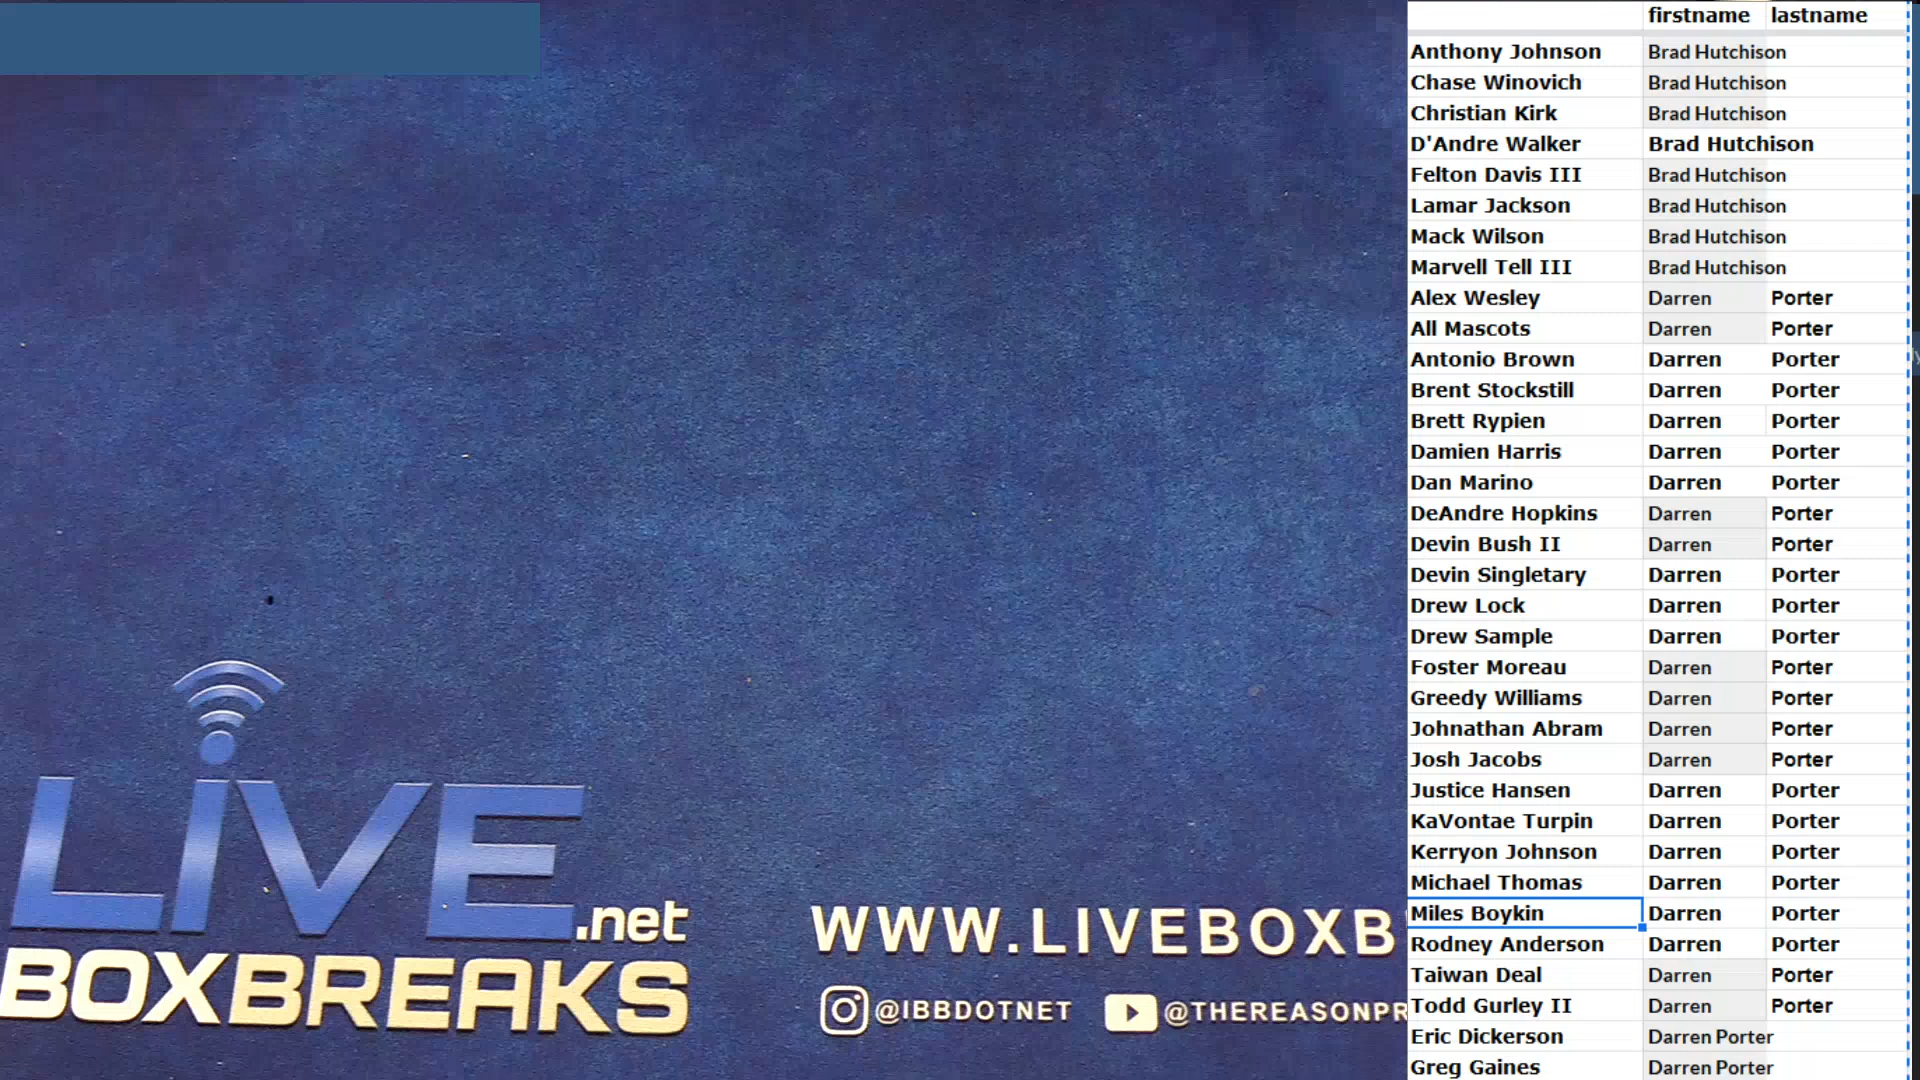 firstname lastname
Anthony Johnson Brad Hutchison
Chase Winovich Brad Hutchison
Christian Kirk Brad Hutchison
D'Andre Walker Brad Hutchison
Felton Davis III Brad Hutchison
Lamar Jackson Brad Hutchison
Mack Wilson Brad Hutchison
Marvell Tell III Brad Hutchison
Alex Wesley Darren Porter
All Mascots Darren Porter
Antonio Brown Darren Porter
Brent Stockstill Darren Porter
Brett Rypien Darren Porter
Damien Harris Darren Porter
Dan Marino Darren Porter
DeAndre Hopkins Darren Porter
Devin Bush II Darren Porter
Devin Singletary Darren Porter
Drew Lock Darren Porter
Drew Sample Darren Porter
Foster Moreau Darren Porter
Greedy Williams Darren Porter
Johnathan Abram Darren Porter
Josh Jacobs Darren Porter
Justice Hansen Darren Porter
KaVontae Turpin Darren Porter
Kerryon Johnson Darren Porter
Michael Thomas Darren Porter
Miles Boykin Darren Porter
Rodney Anderson Darren Porter
Taiwan Deal Darren Porter
Todd Gurley II Darren Porter
Eric Dickerson Darren Porter
Greg Gaines Darren Porter
LIVE.net
BOXBREAKS
WWW.LIVEBOXB
@IBBDOTNET @THEREASONPR